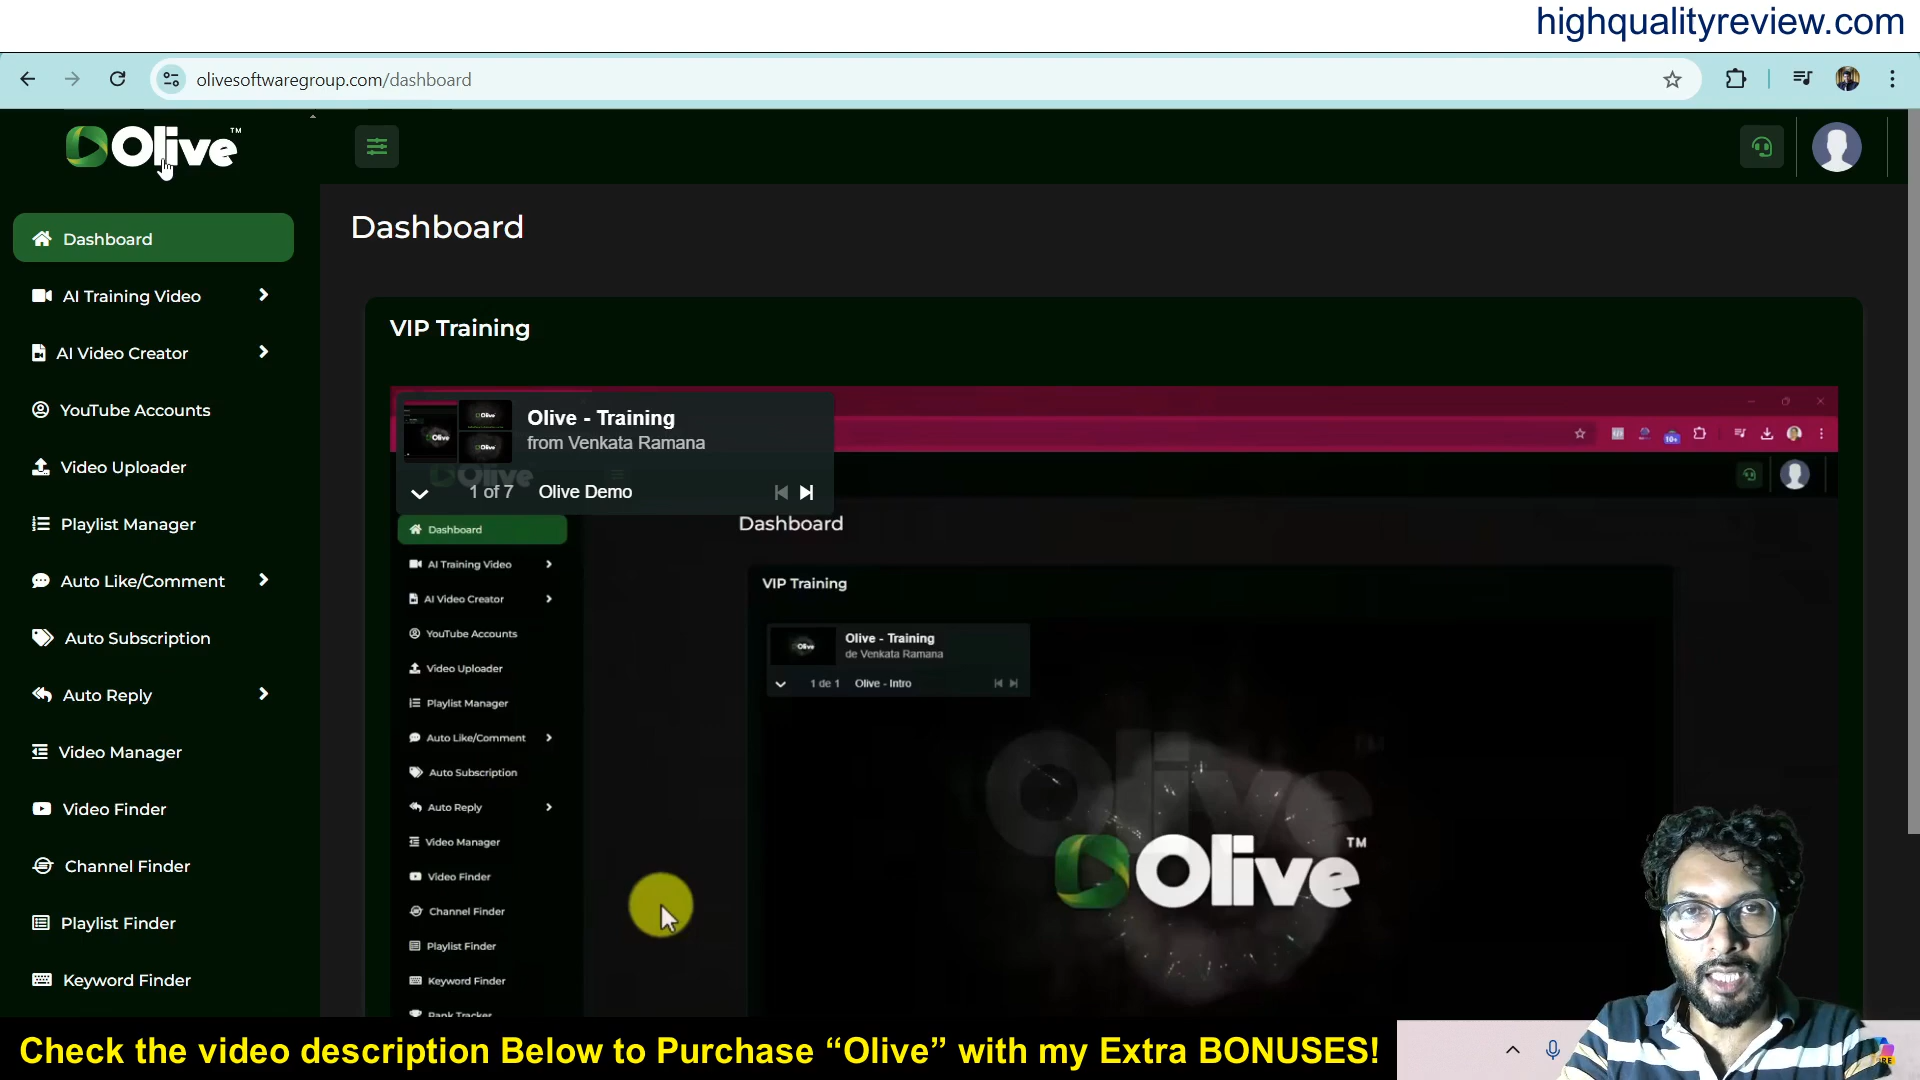 highqualityreview.com
olivesoftwaregroup.com/dashboard
Olive™
Dashboard
AI Training Video
AI Video Creator
YouTube Accounts
Video Uploader
Playlist Manager
Auto Like/Comment
Auto Subscription
Auto Reply
Video Manager
Video Finder
Channel Finder
Playlist Finder
Keyword Finder
Dashboard
VIP Training
Olive - Training
from Venkata Ramana
1 of 7 Olive Demo
10+
Olive
Dashboard
AI Training Video
AI Video Creator
YouTube Accounts
Video Uploader
Playlist Manager
Auto Like/Comment
Auto Subscription
Auto Reply
Video Manager
Video Finder
Channel Finder
Playlist Finder
Keyword Finder
Rank Tracker
Dashboard
VIP Training
Olive - Training
de Venkata Ramana
1 de 1 Olive - Intro
Olive™
Check the video description Below to Purchase “Olive” with my Extra BONUSES!